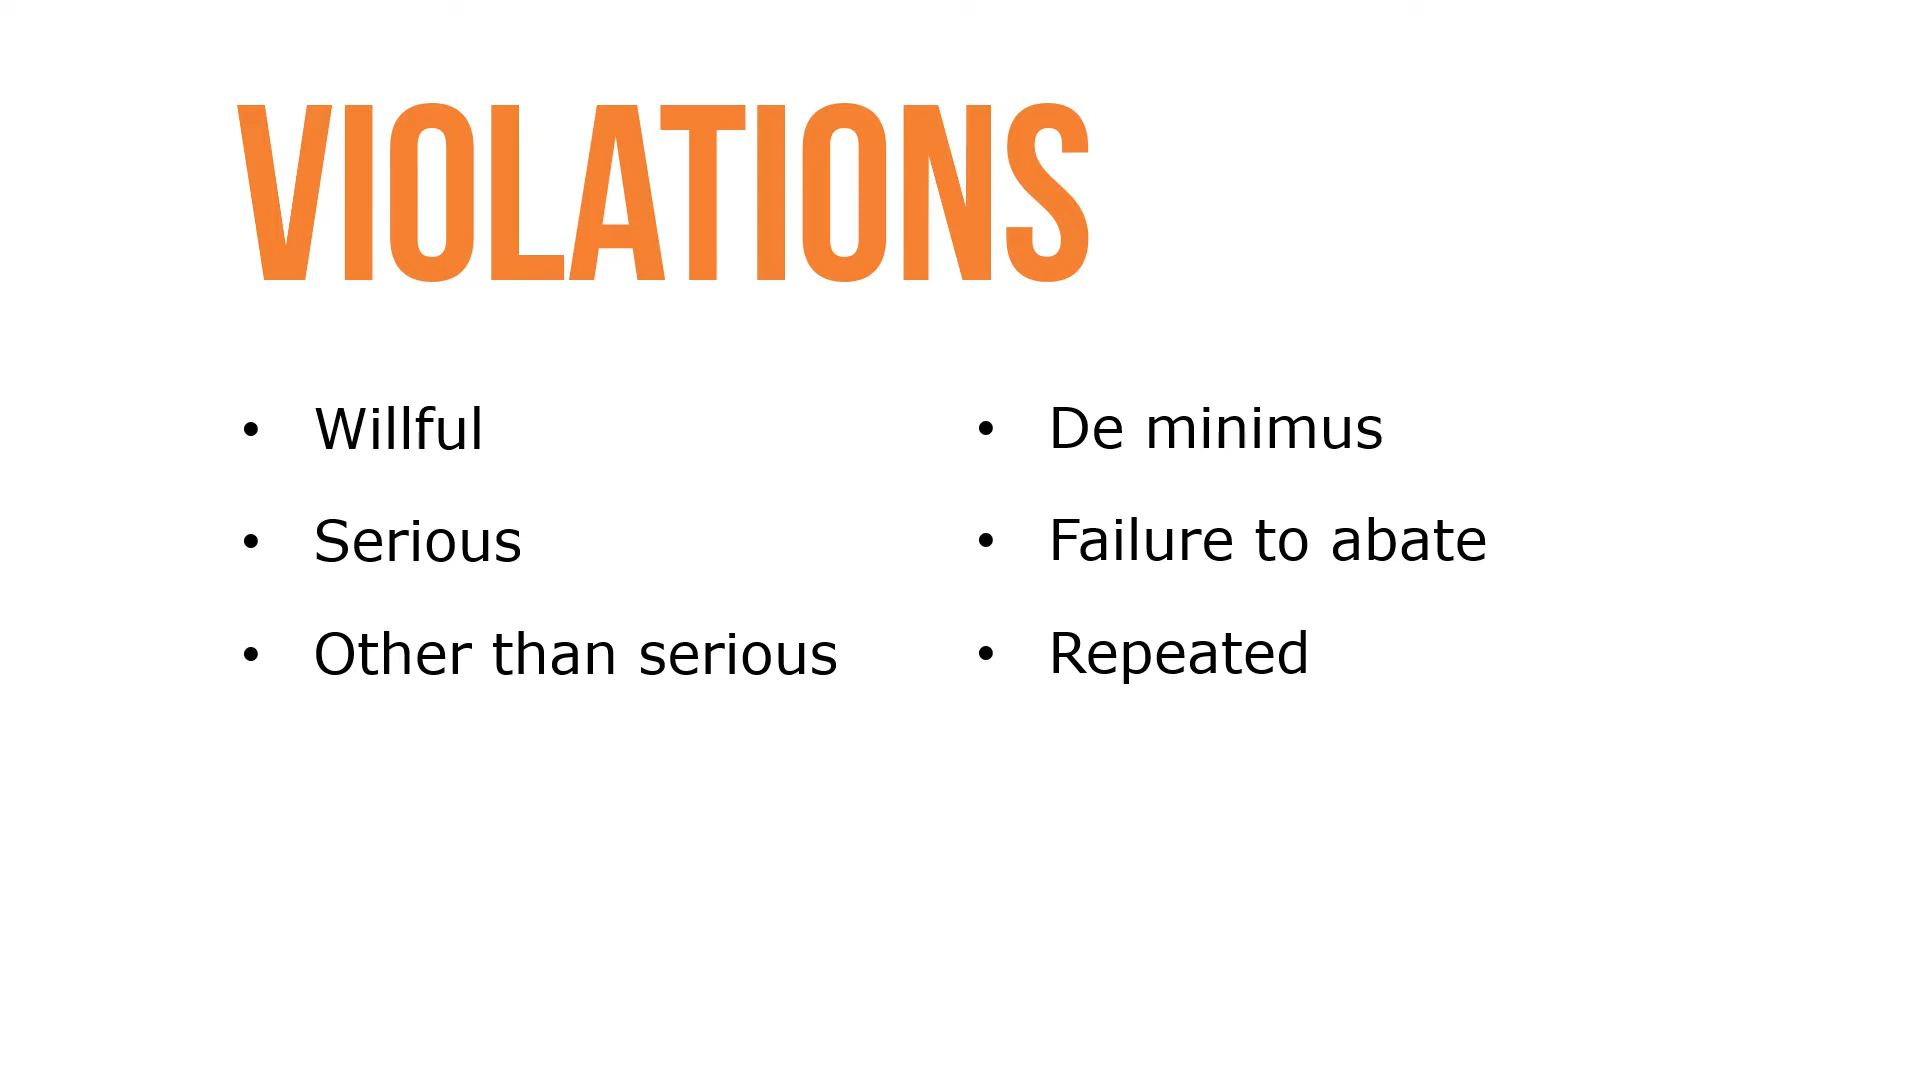 VIOLATIONS
• Willful
• Serious
• Other than serious
• De minimus
• Failure to abate
• Repeated